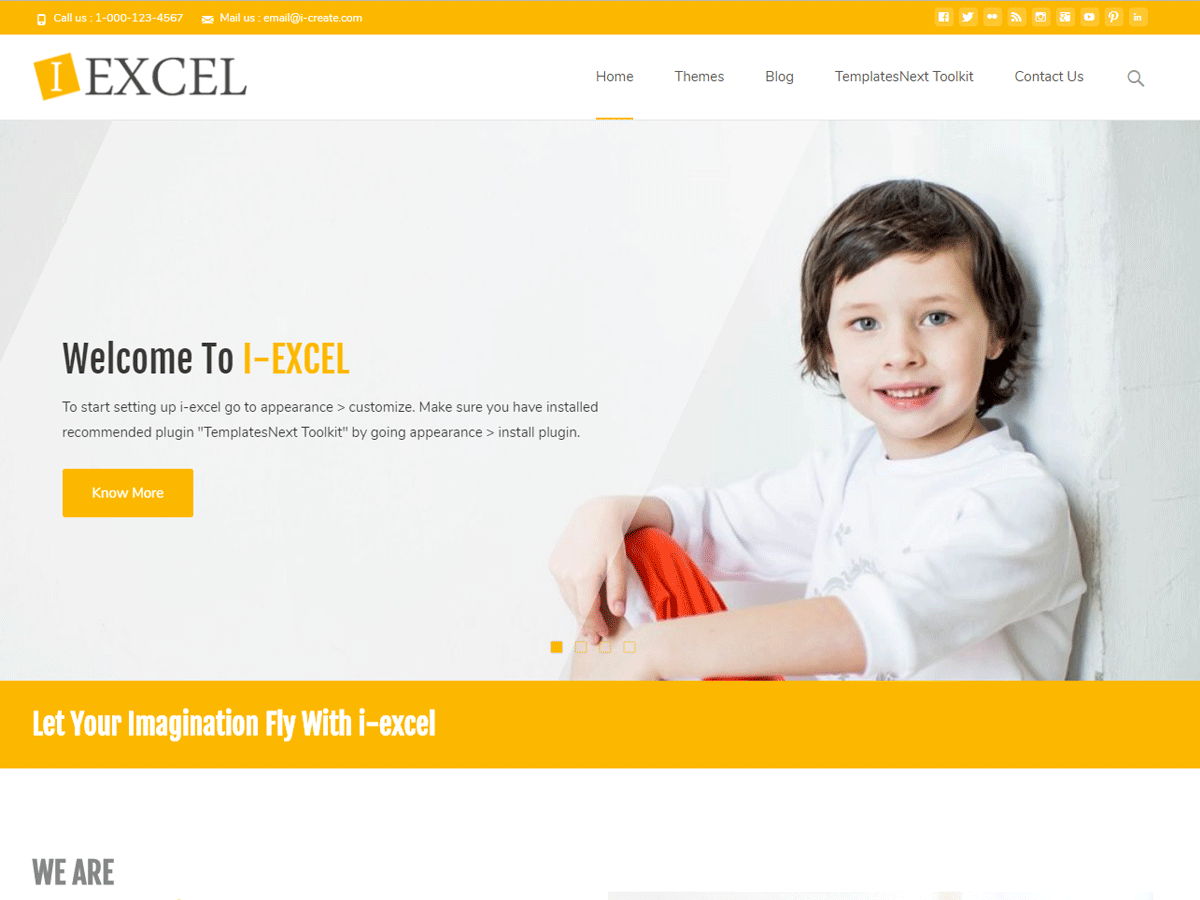 Call us : 1-000-123-4567 Mail us : email@i-create.com
I EXCEL
Home Themes Blog TemplatesNext Toolkit Contact Us
Welcome To I-EXCEL
To start setting up i-excel go to appearance > customize. Make sure you have installed
recommended plugin "TemplatesNext Toolkit" by going appearance > install plugin.
Know More
Let Your Imagination Fly With i-excel
WE ARE